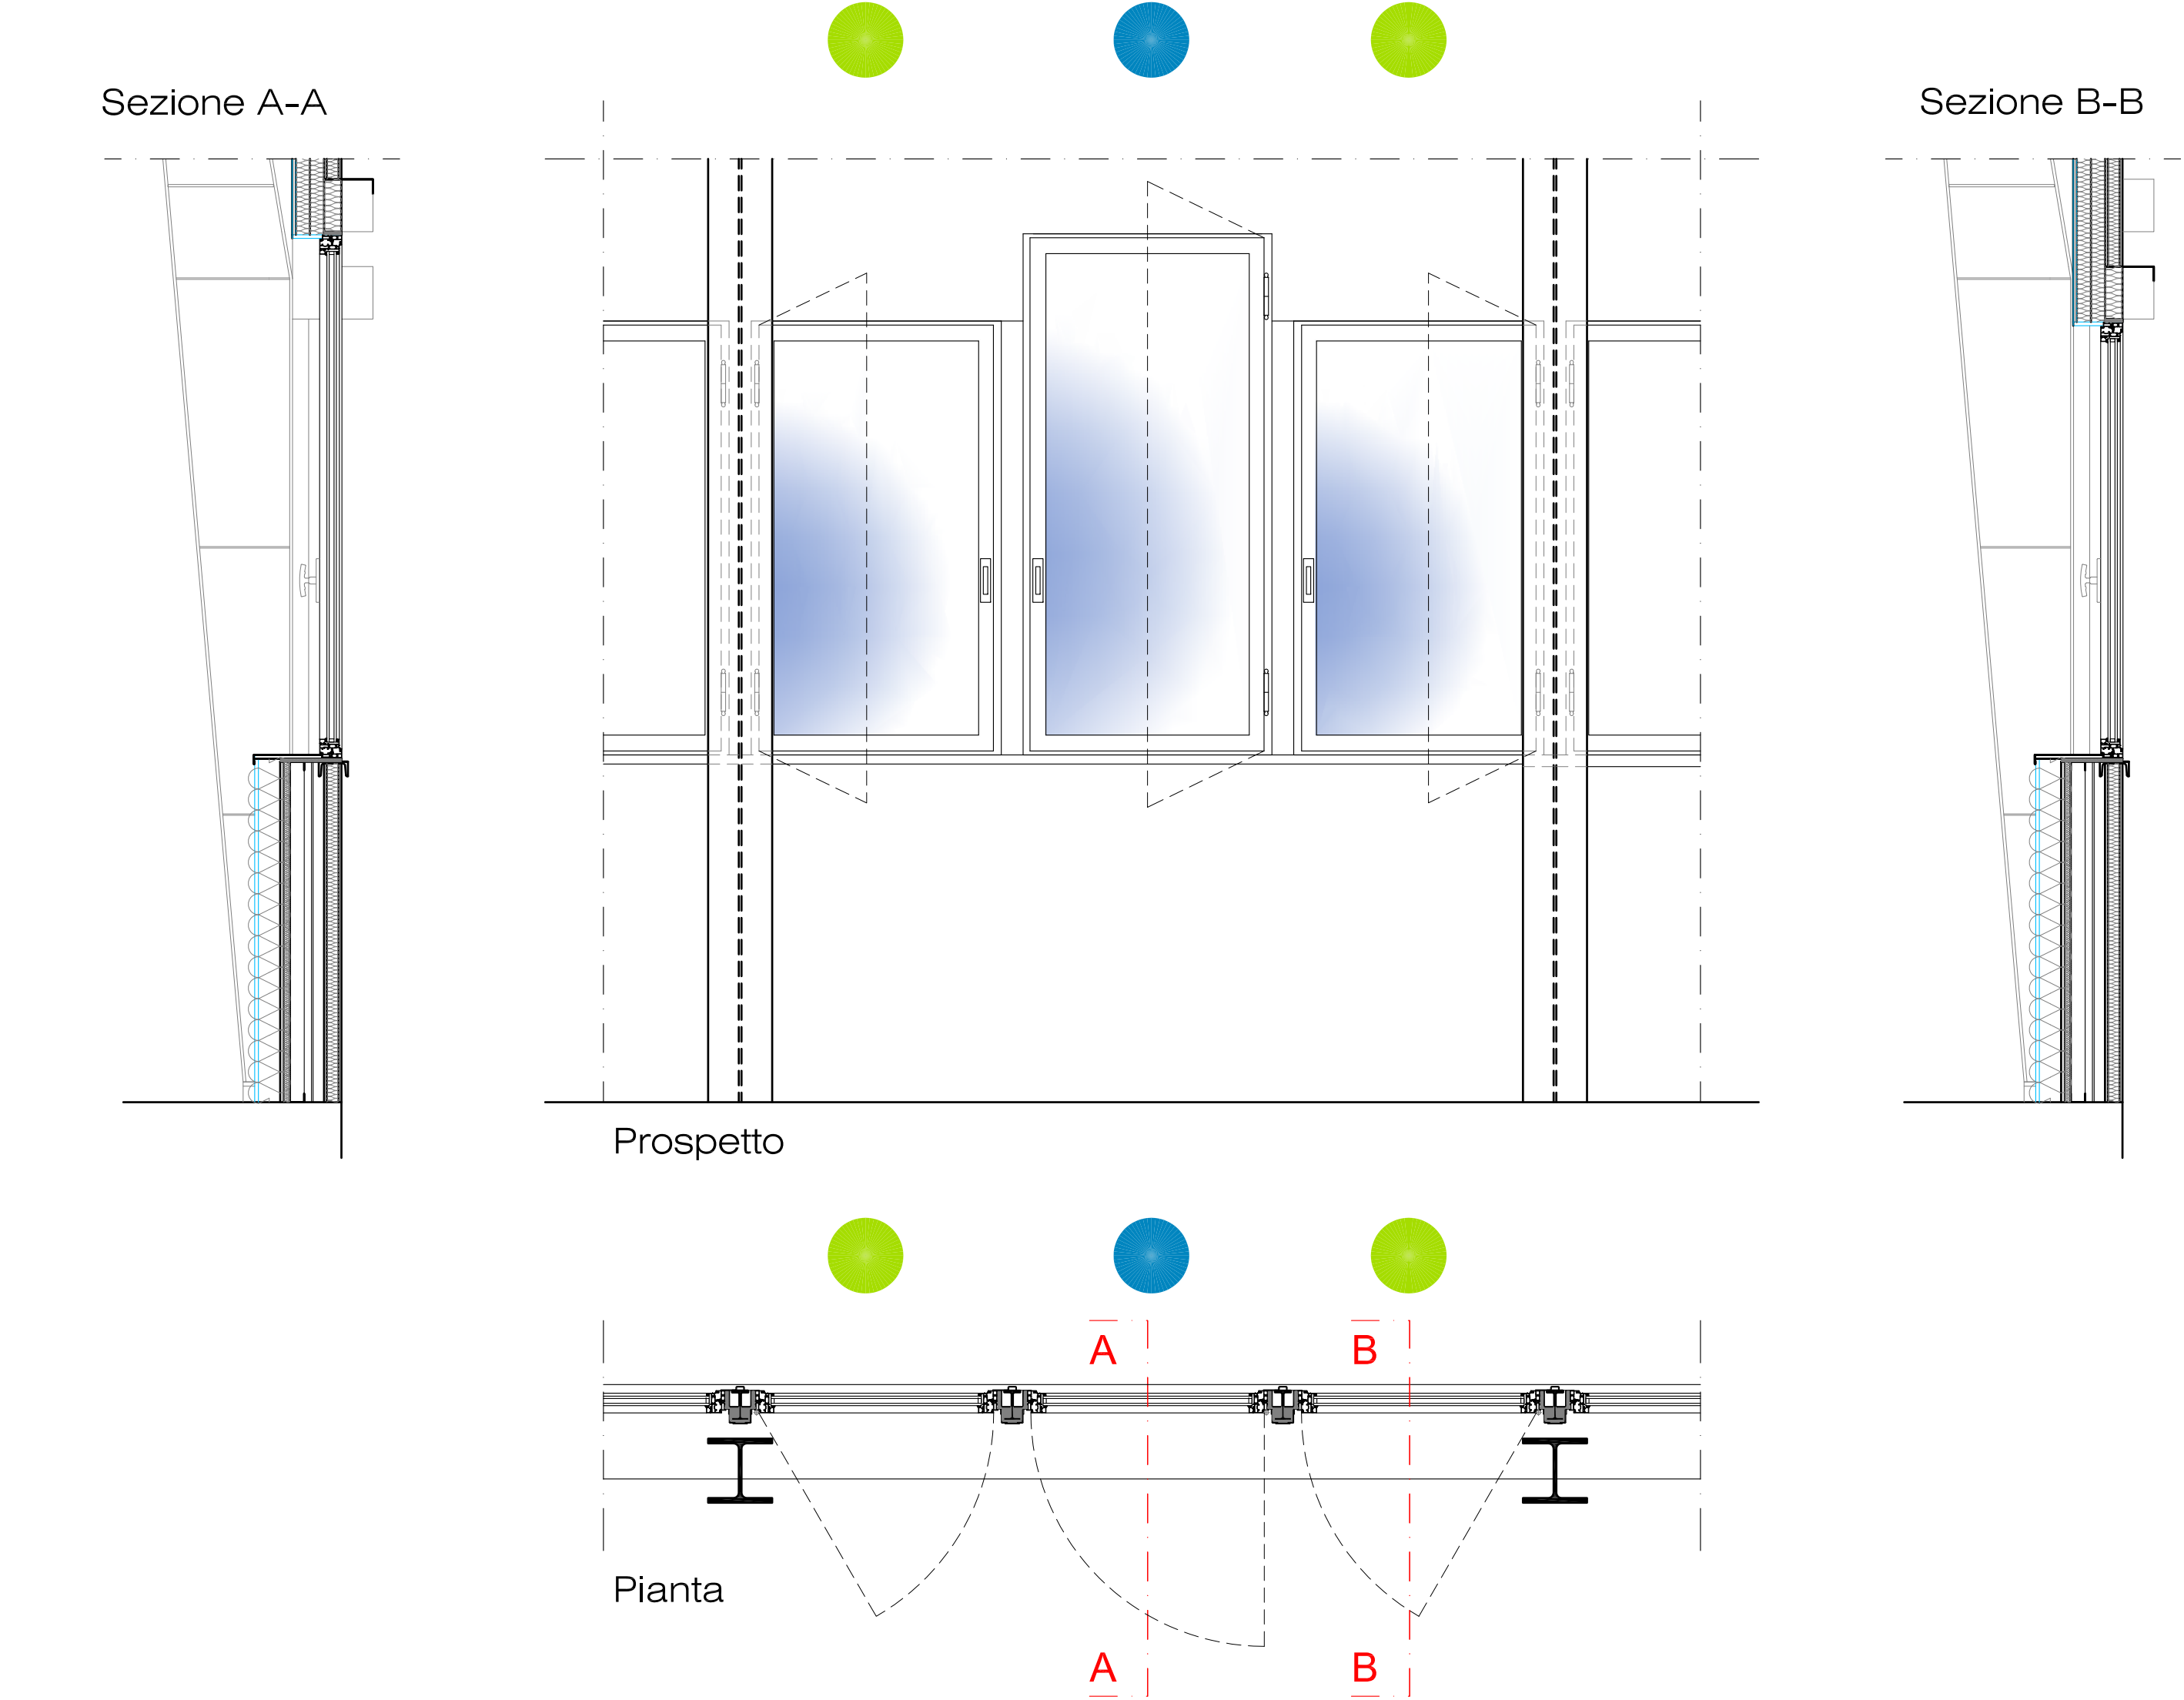 Sezione A-A
Sezione B-B
Prospetto
A
B
Pianta
A
B